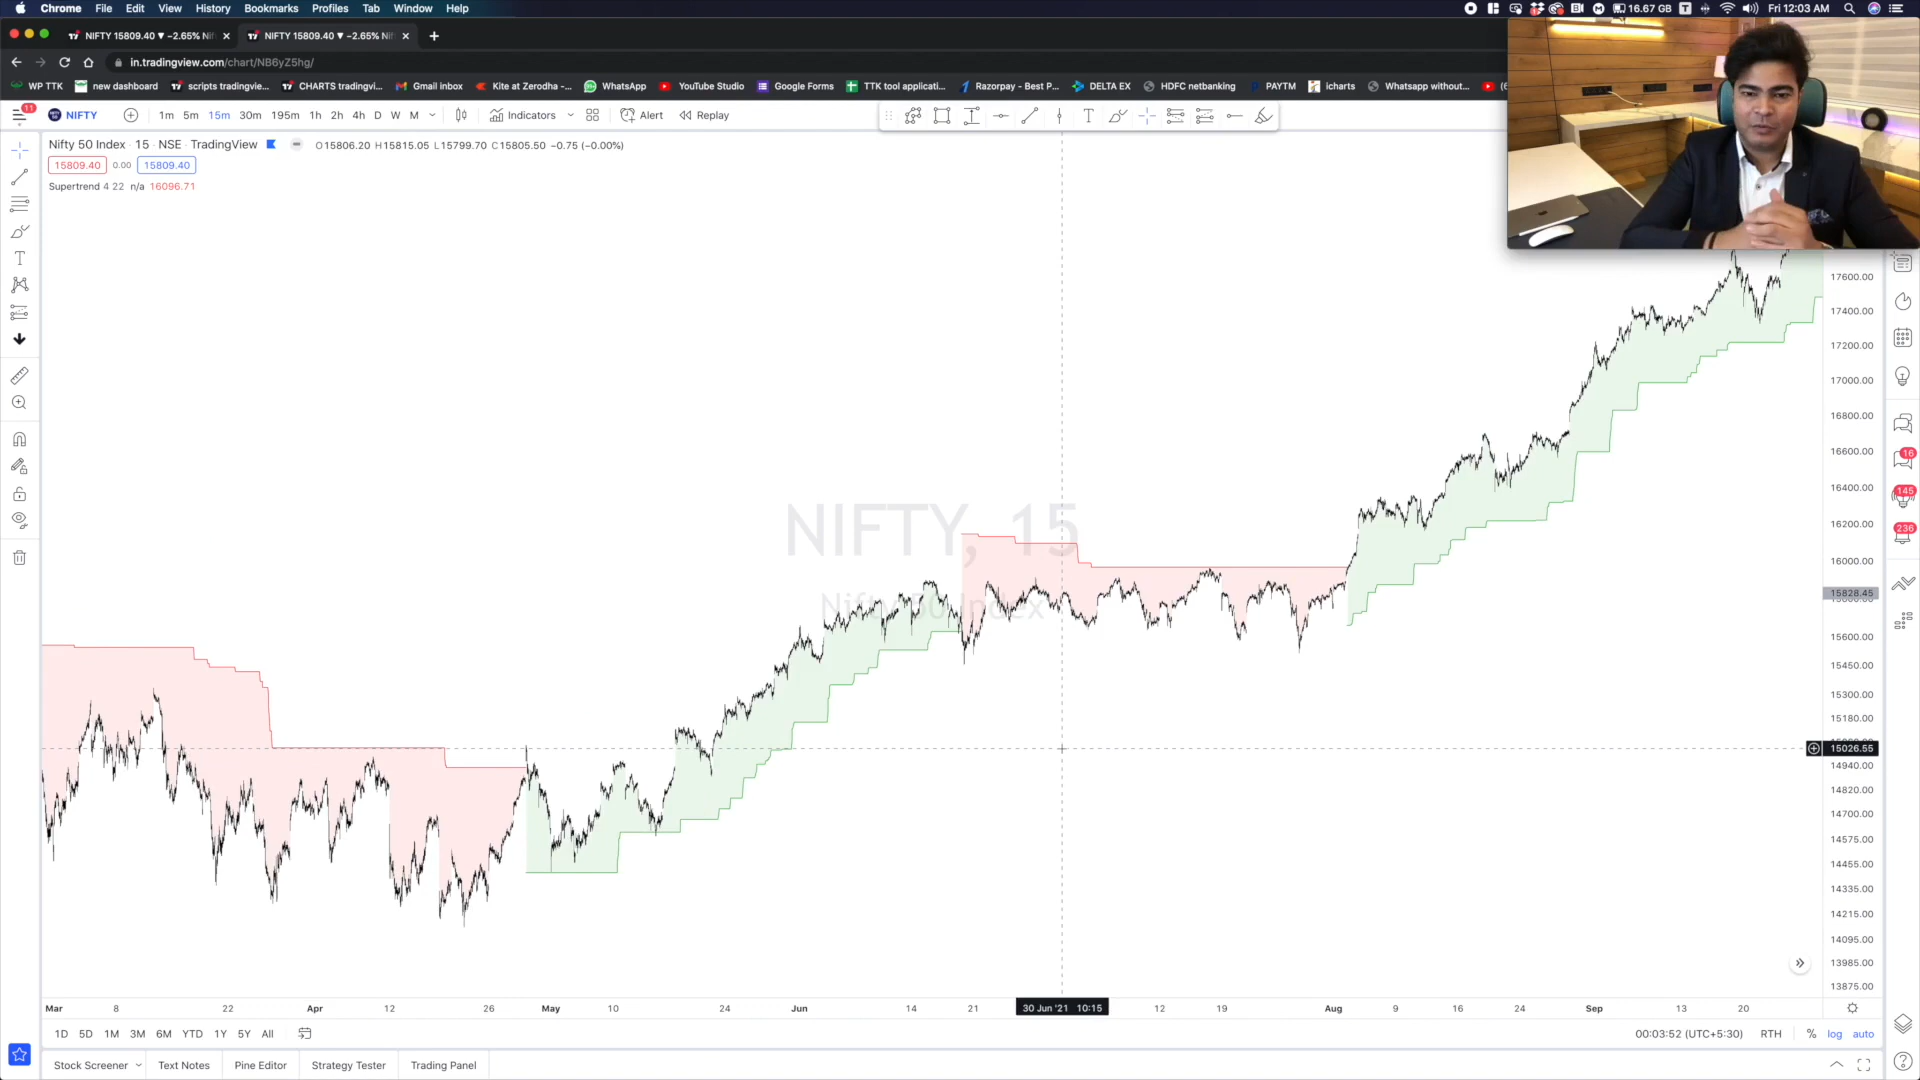 Chrome File Edit View History Bookmarks Profiles Tab Window Help 16.67 GB Fri 12:03 AM
NIFTY 15809.40 ▼ −2.65% Nif NIFTY 15809.40 ▼ −2.65% Nif
in.tradingview.com/chart/NB6yZ5hg/
WP TTK new dashboard scripts tradingvie... CHARTS tradingvi... Gmail inbox Kite at Zerodha -... WhatsApp YouTube Studio Google Forms TTK tool applicati... Razorpay - Best P... DELTA EX HDFC netbanking PAYTM Icharts Whatsapp without...
11 NIFTY 1m 5m 15m 30m 195m 1h 2h 4h D W M Indicators Alert Replay
Nifty 50 Index · 15 · NSE · TradingView O15806.20 H15815.05 L15799.70 C15805.50 −0.75 (−0.00%)
15809.40 0.00 15809.40
Supertrend 4 22 n/a 16096.71
NIFTY, 15
Nifty 50 Index
17600.00
17400.00
17200.00
17000.00
16800.00
16600.00
16400.00
16200.00
16000.00
15828.45
15600.00
15450.00
15300.00
15180.00
15026.55
14940.00
14820.00
14700.00
14575.00
14455.00
14335.00
14215.00
14095.00
13985.00
13875.00
16
145
236
Mar 8 22 Apr 12 26 May 10 24 Jun 14 21 30 Jun '21 10:15 12 19 Aug 9 16 24 Sep 13 20
1D 5D 1M 3M 6M YTD 1Y 5Y All 00:03:52 (UTC+5:30) RTH % log auto
Stock Screener Text Notes Pine Editor Strategy Tester Trading Panel